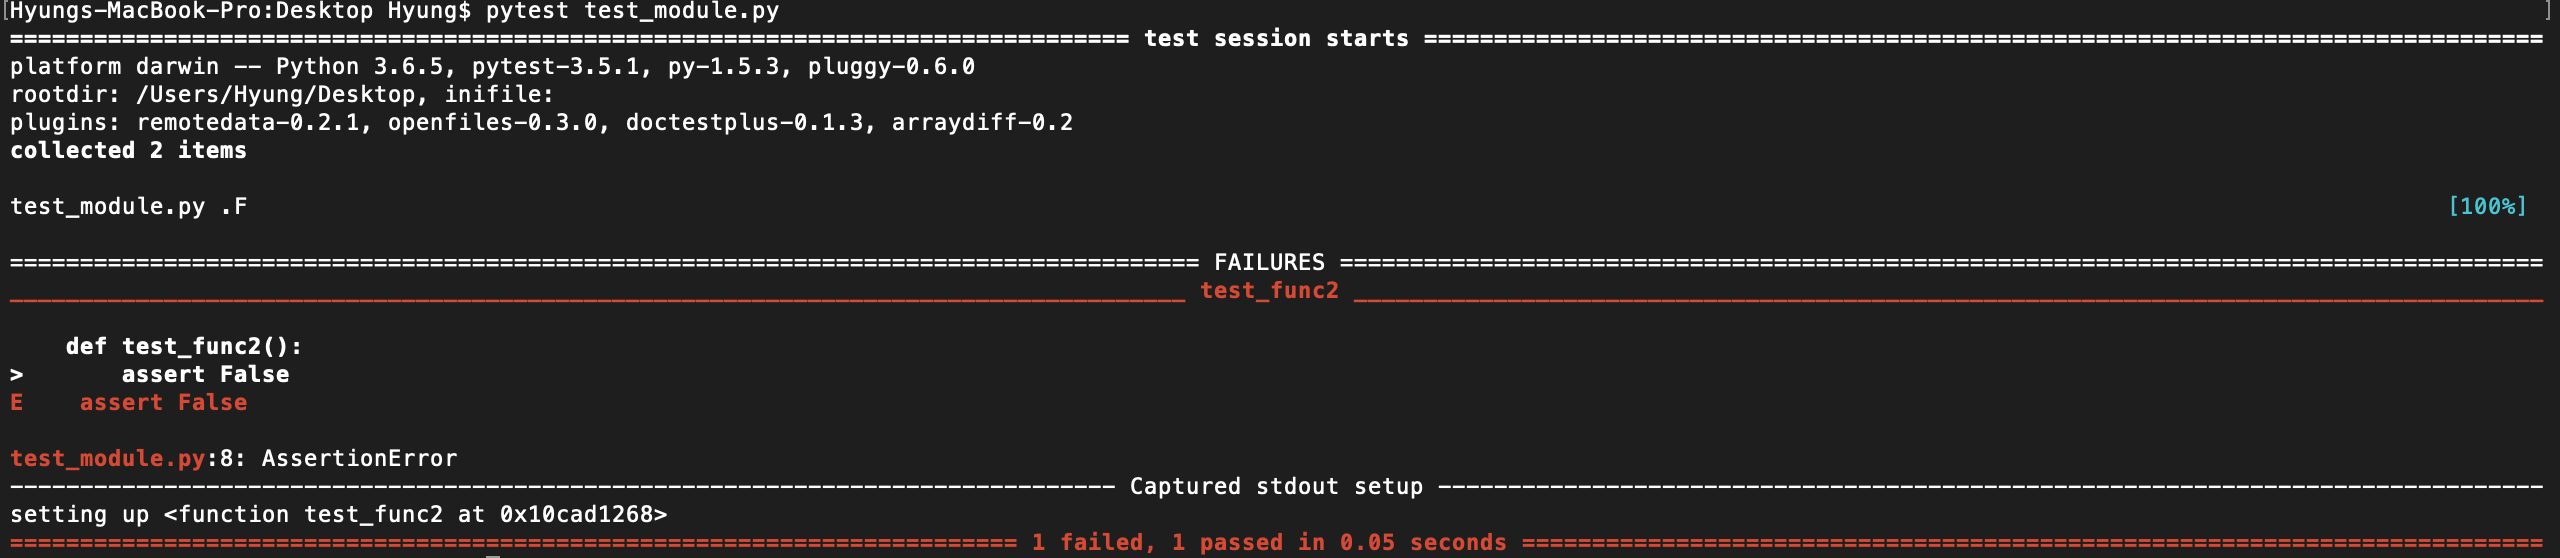 [Hyungs-MacBook-Pro:Desktop Hyung$ pytest test_module.py ]
================================================================================ test session starts ================================================================================
platform darwin -- Python 3.6.5, pytest-3.5.1, py-1.5.3, pluggy-0.6.0
rootdir: /Users/Hyung/Desktop, inifile:
plugins: remotedata-0.2.1, openfiles-0.3.0, doctestplus-0.1.3, arraydiff-0.2
collected 2 items
test_module.py .F [100%]
===================================================================================== FAILURES ======================================================================================
____________________________________________________________________________________ test_func2 _____________________________________________________________________________________
    def test_func2():
>       assert False
E    assert False
test_module.py:8: AssertionError
------------------------------------------------------------------------------- Captured stdout setup -------------------------------------------------------------------------------
setting up <function test_func2 at 0x10cad1268>
======================================================================== 1 failed, 1 passed in 0.05 seconds =========================================================================